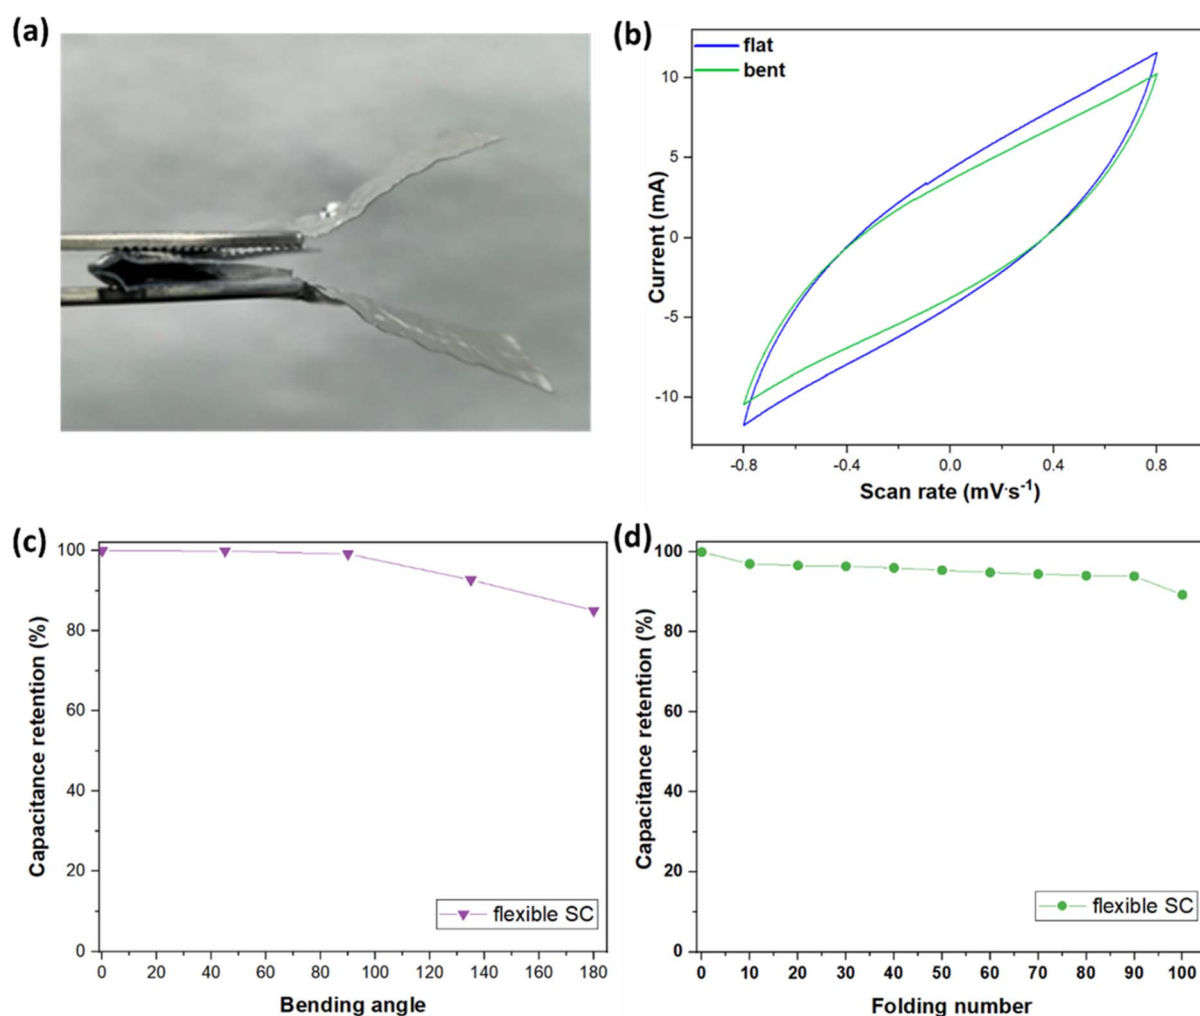 (a)
(b)
flat
bent
10
5
0
-5
-10
Current (mA)
-0.8 -0.4 0.0 0.4 0.8
Scan rate (mV·s-1)
(c)
100
80
60
40
20
0
Capacitance retention (%)
flexible SC
0 20 40 60 80 100 120 140 160 180
Bending angle
(d)
100
80
60
40
20
0
Capacitance retention (%)
flexible SC
0 10 20 30 40 50 60 70 80 90 100
Folding number